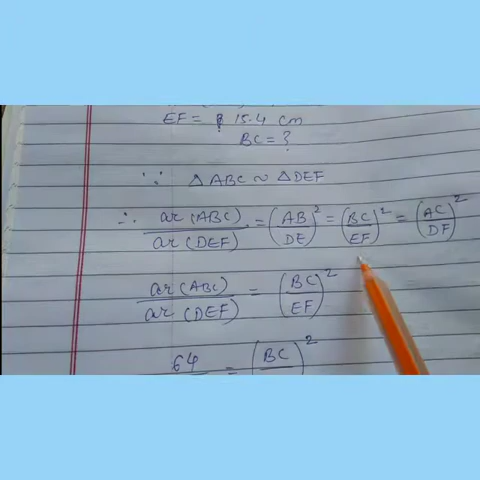 EF = 15.4 cm
BC = ?
∵ △ABC ~ △DEF
∴ ar(ABC)/ar(DEF) = (AB/DE)² = (BC/EF)² = (AC/DF)²
ar(ABC)/ar(DEF) = (BC/EF)²
64 = (BC)²